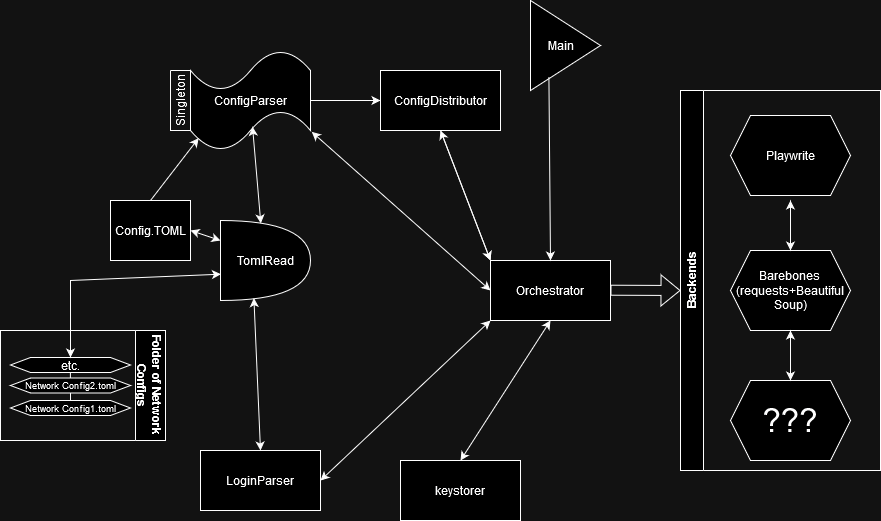 Main
Singleton
ConfigParser
ConfigDistributor
Playwrite
Config.TOML
TomlRead
Orchestrator
Backends
Barebones
(requests+Beautiful
Soup)
Folder of Network
Configs
etc.
Network Config2.toml
Network Config1.toml
???
LoginParser
keystorer